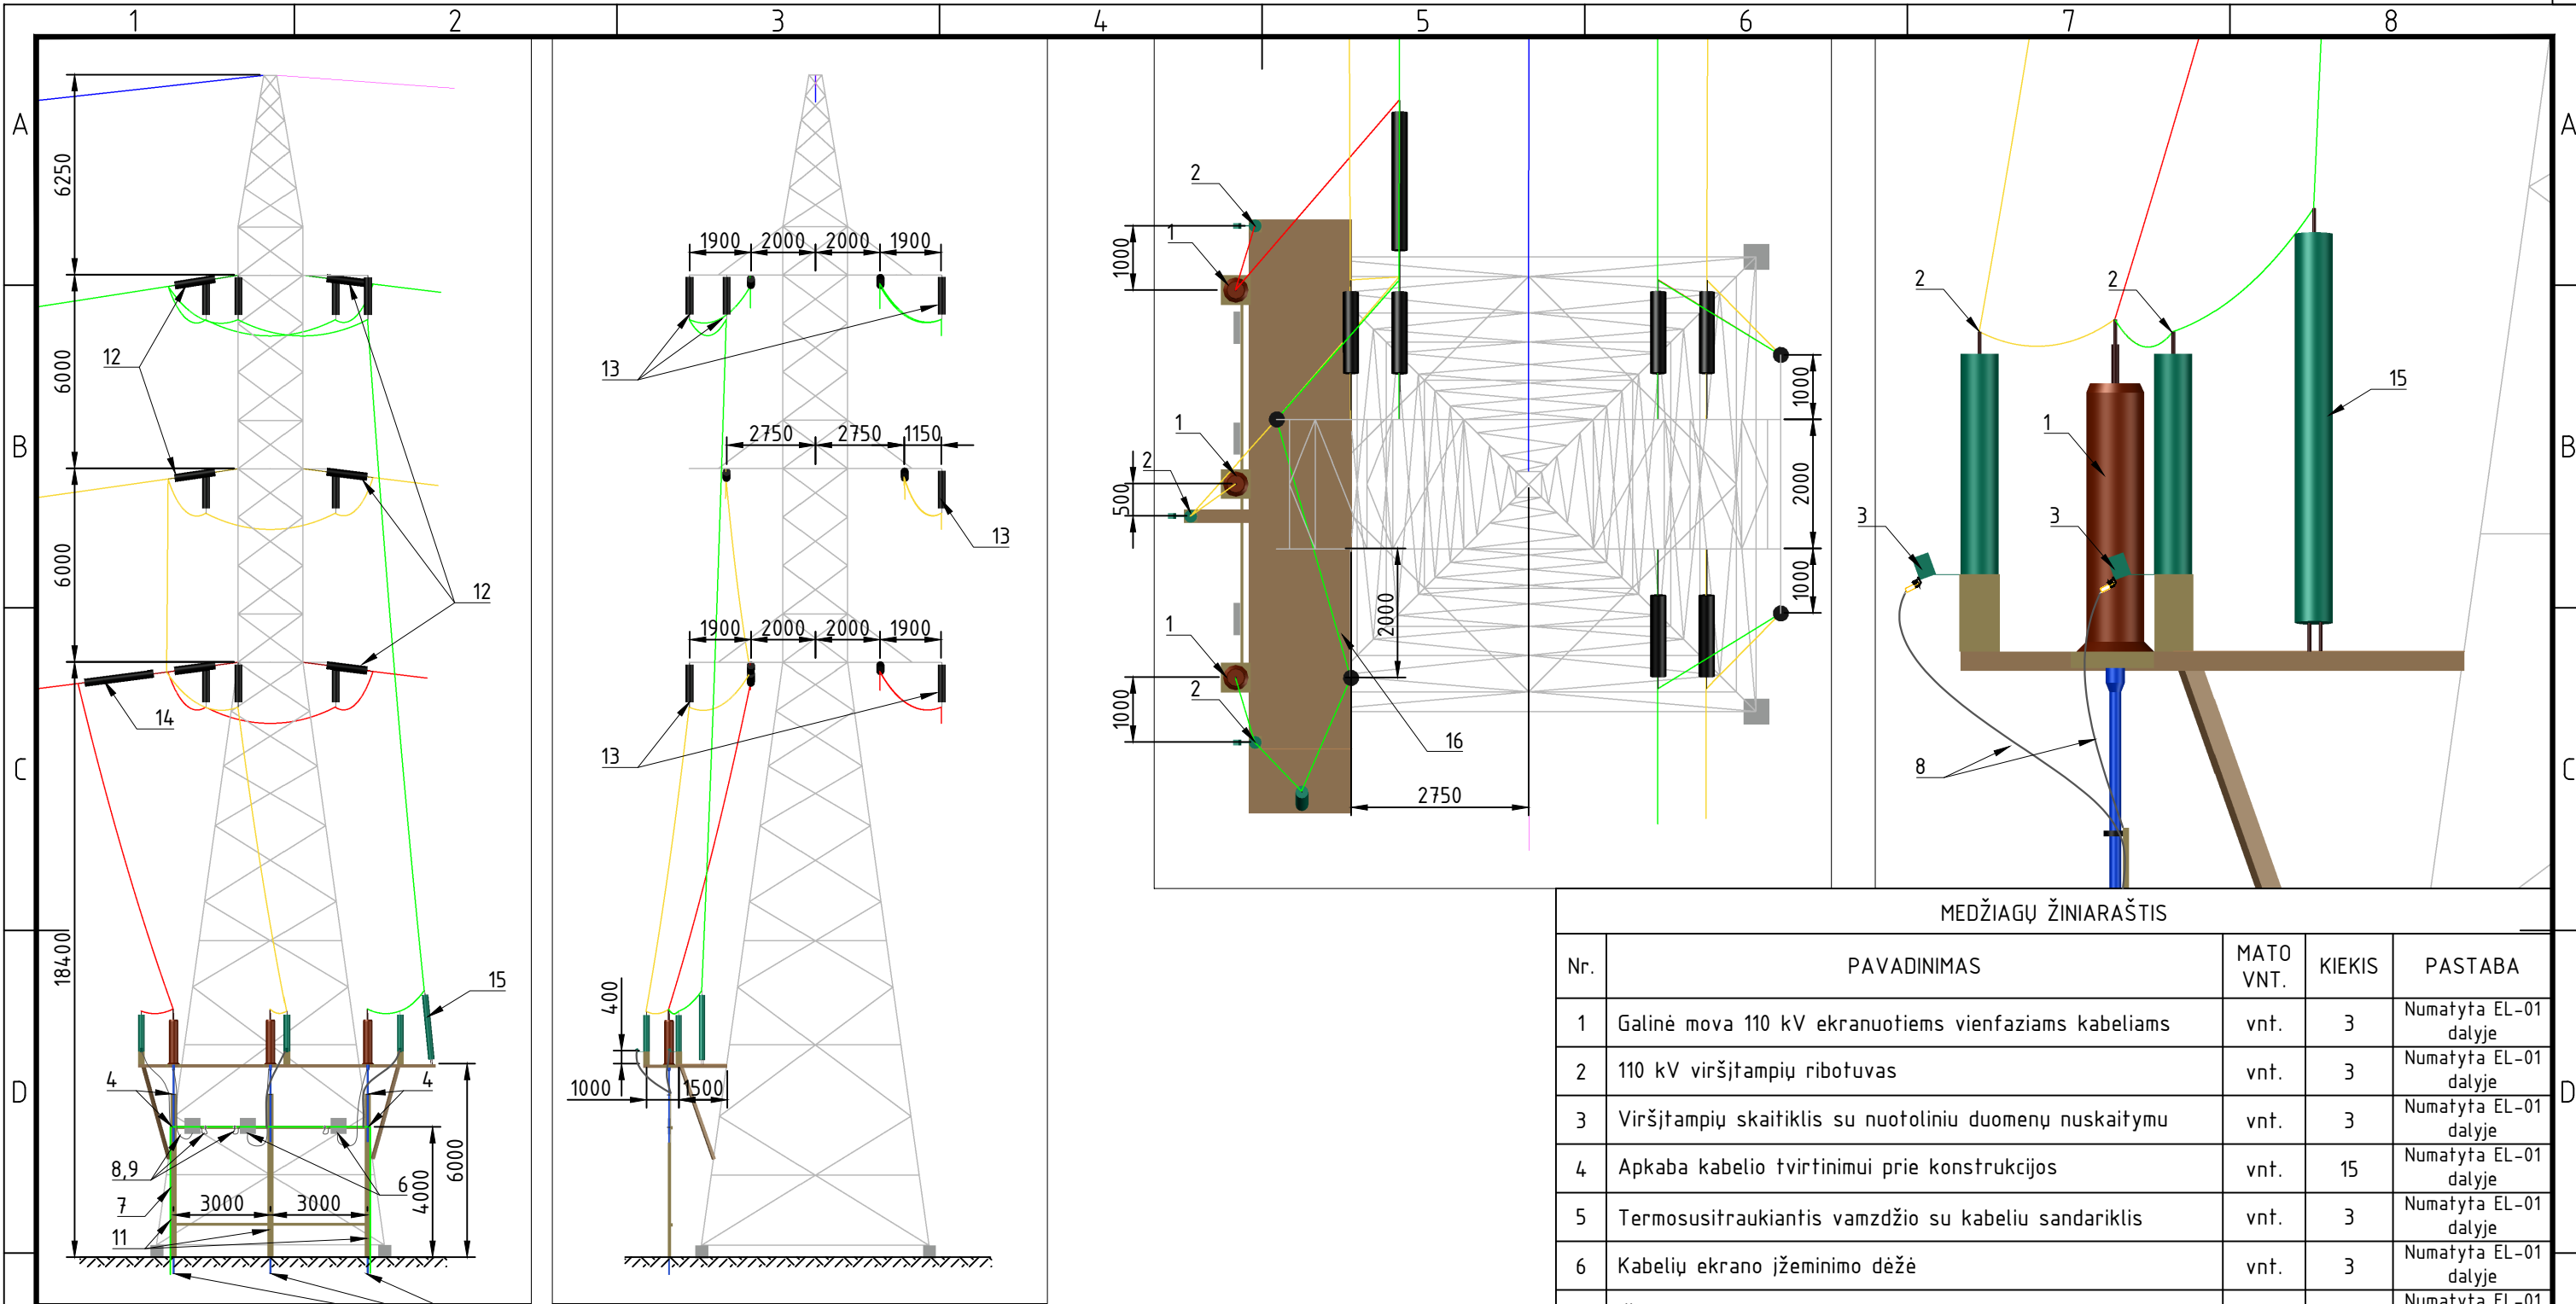 1 2 3 4 5 6 7 8
A
B
C
D
A
B
C
D
6250
6000
6000
18400
12
12
14
15
4
4
8,9
7
11
6
3000
3000
4000
6000
1900 2000 2000 1900
13
2750 2750 1150
13
1900 2000 2000 1900
13
400
1000
1500
2
1000
1
1
2
500
1
1000
2
2000
16
2750
1000
2000
1000
2
2
15
1
3
3
8
MEDŽIAGŲ ŽINIARAŠTIS
Nr. PAVADINIMAS MATO VNT. KIEKIS PASTABA
1 Galinė mova 110 kV ekranuotiems vienfaziams kabeliams vnt. 3 Numatyta EL-01 dalyje
2 110 kV viršįtampių ribotuvas vnt. 3 Numatyta EL-01 dalyje
3 Viršįtampių skaitiklis su nuotoliniu duomenų nuskaitymu vnt. 3 Numatyta EL-01 dalyje
4 Apkaba kabelio tvirtinimui prie konstrukcijos vnt. 15 Numatyta EL-01 dalyje
5 Termosusitraukiantis vamzdžio su kabeliu sandariklis vnt. 3 Numatyta EL-01 dalyje
6 Kabelių ekrano įžeminimo dėžė vnt. 3 Numatyta EL-01 dalyje
Numatyta EL-01